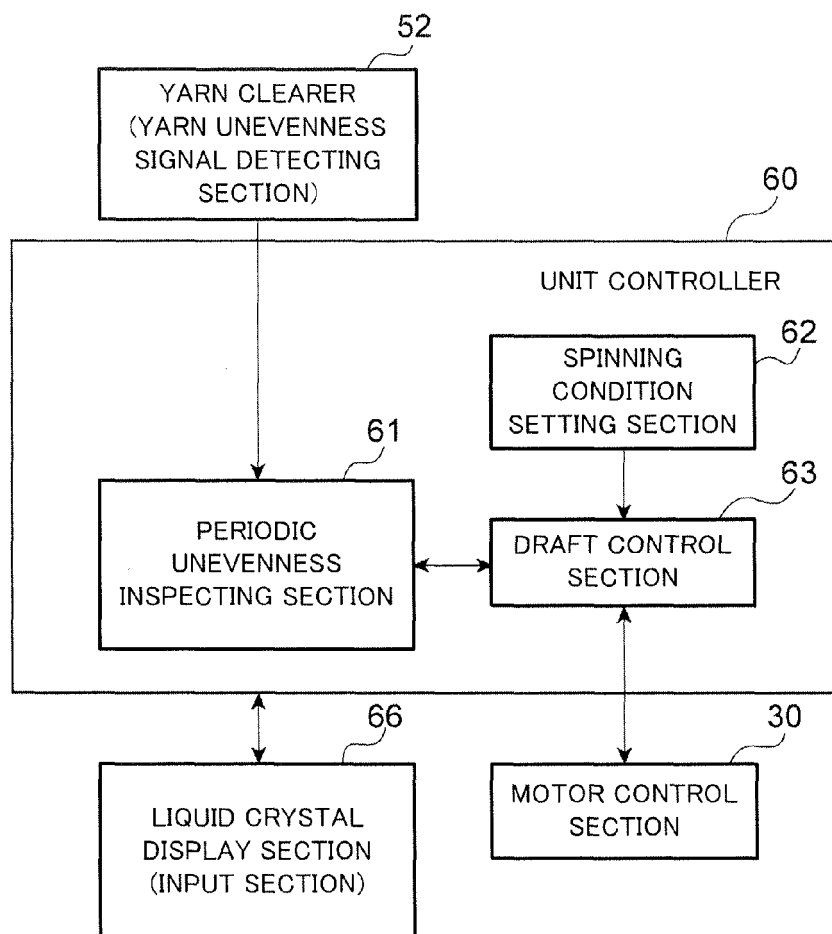 52
YARN CLEARER
(YARN UNEVENNESS
SIGNAL DETECTING
SECTION)
60
UNIT CONTROLLER
62
SPINNING
CONDITION
SETTING SECTION
61
PERIODIC
UNEVENNESS
INSPECTING SECTION
63
DRAFT CONTROL
SECTION
66
LIQUID CRYSTAL
DISPLAY SECTION
(INPUT SECTION)
30
MOTOR CONTROL
SECTION